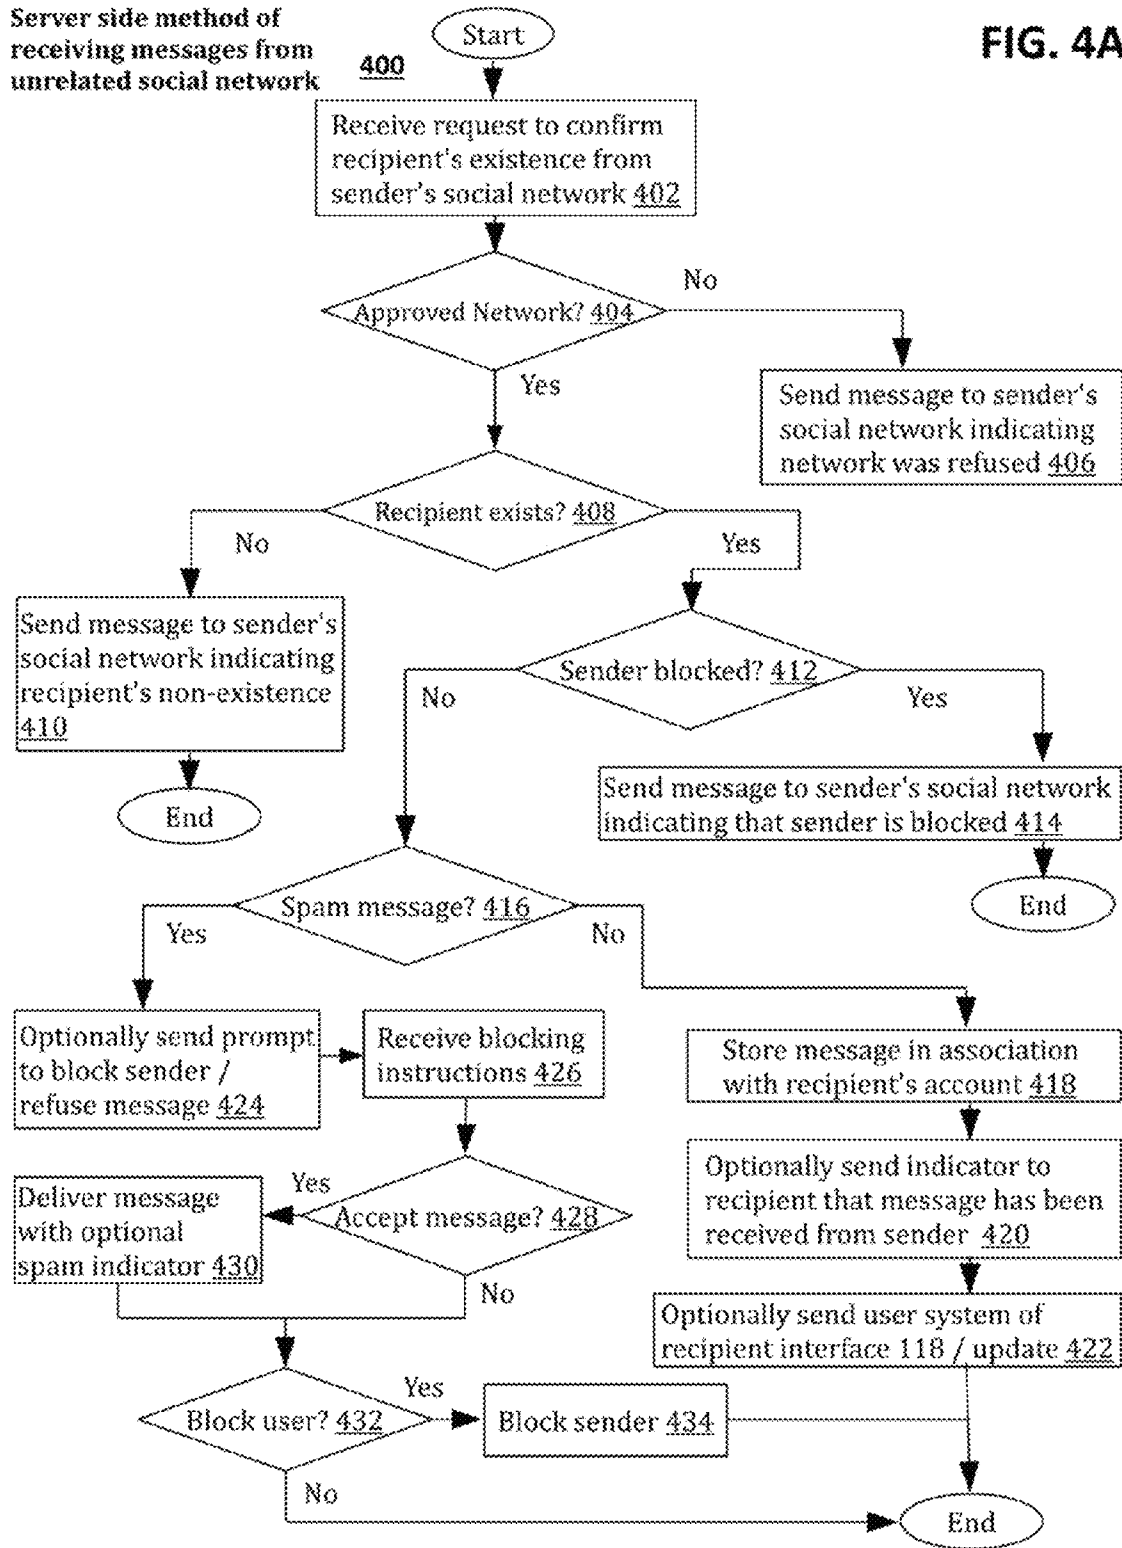 Server side method of
receiving messages from
unrelated social network
400
FIG. 4A
Start
Receive request to confirm
recipient's existence from
sender's social network 402
Approved Network? 404
No
Yes
Send message to sender's
social network indicating
network was refused 406
Recipient exists? 408
No
Yes
Send message to sender's
social network indicating
recipient's non-existence
410
End
Sender blocked? 412
No
Yes
Send message to sender's social network
indicating that sender is blocked 414
End
Spam message? 416
Yes
No
Optionally send prompt
to block sender /
refuse message 424
Receive blocking
instructions 426
Store message in association
with recipient's account 418
Accept message? 428
Yes
No
Deliver message
with optional
spam indicator 430
Optionally send indicator to
recipient that message has been
received from sender 420
Optionally send user system of
recipient interface 118 / update 422
Block user? 432
Yes
No
Block sender 434
End